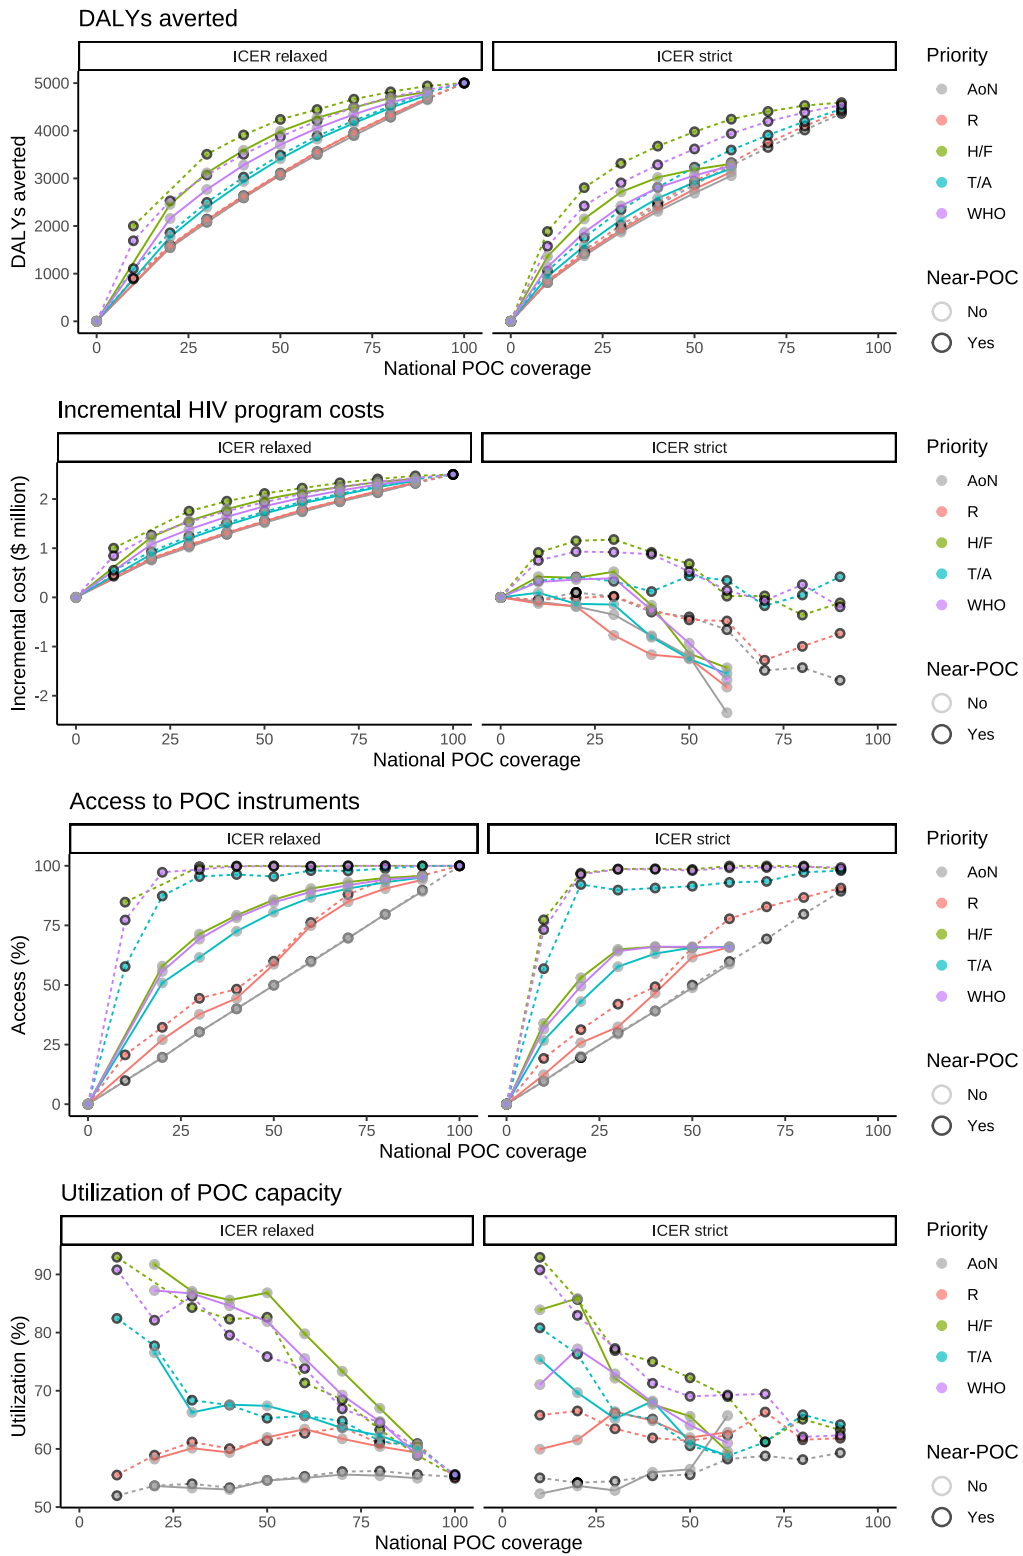 DALYs averted
ICER relaxed
ICER strict
DALYs averted
5000
4000
3000
2000
1000
0
0 25 50 75 100
0 25 50 75 100
National POC coverage
Priority
AoN
R
H/F
T/A
WHO
Near-POC
No
Yes
Incremental HIV program costs
ICER relaxed
ICER strict
Incremental cost ($ million)
2
1
0
-1
-2
0 25 50 75 100
0 25 50 75 100
National POC coverage
Priority
AoN
R
H/F
T/A
WHO
Near-POC
No
Yes
Access to POC instruments
ICER relaxed
ICER strict
Access (%)
100
75
50
25
0
0 25 50 75 100
0 25 50 75 100
National POC coverage
Priority
AoN
R
H/F
T/A
WHO
Near-POC
No
Yes
Utilization of POC capacity
ICER relaxed
ICER strict
Utilization (%)
90
80
70
60
50
0 25 50 75 100
0 25 50 75 100
National POC coverage
Priority
AoN
R
H/F
T/A
WHO
Near-POC
No
Yes